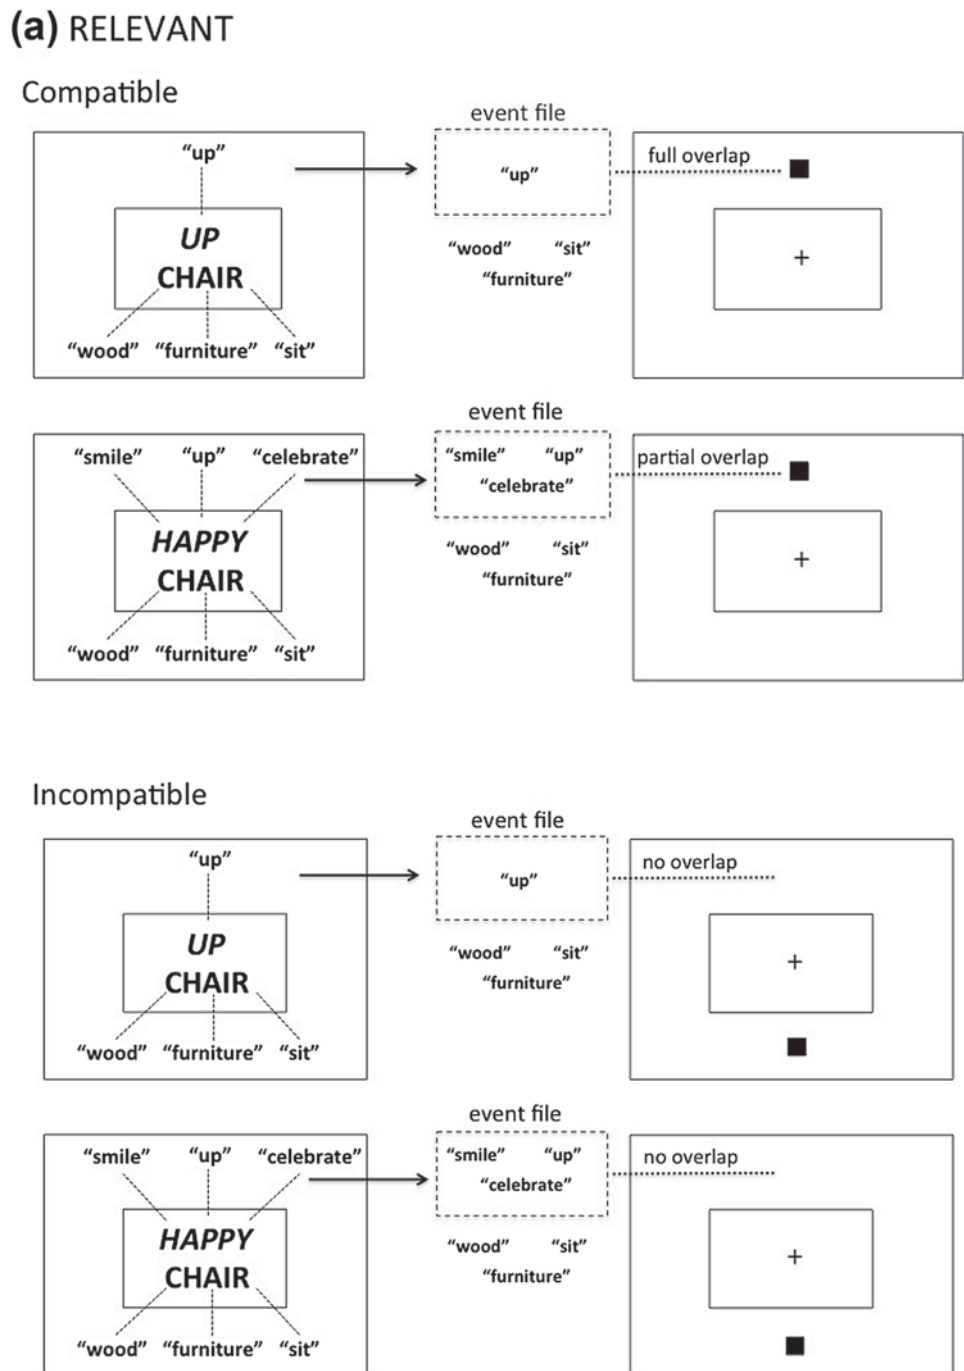 (a) RELEVANT
Compatible
event file
“up”
UP
CHAIR
“wood” “furniture” “sit”
“up”
“wood” “sit”
“furniture”
full overlap
+
event file
“smile” “up” “celebrate”
HAPPY
CHAIR
“wood” “furniture” “sit”
“smile” “up”
“celebrate”
“wood” “sit”
“furniture”
partial overlap
+
Incompatible
event file
“up”
UP
CHAIR
“wood” “furniture” “sit”
“up”
“wood” “sit”
“furniture”
no overlap
+
event file
“smile” “up” “celebrate”
HAPPY
CHAIR
“wood” “furniture” “sit”
“smile” “up”
“celebrate”
“wood” “sit”
“furniture”
no overlap
+